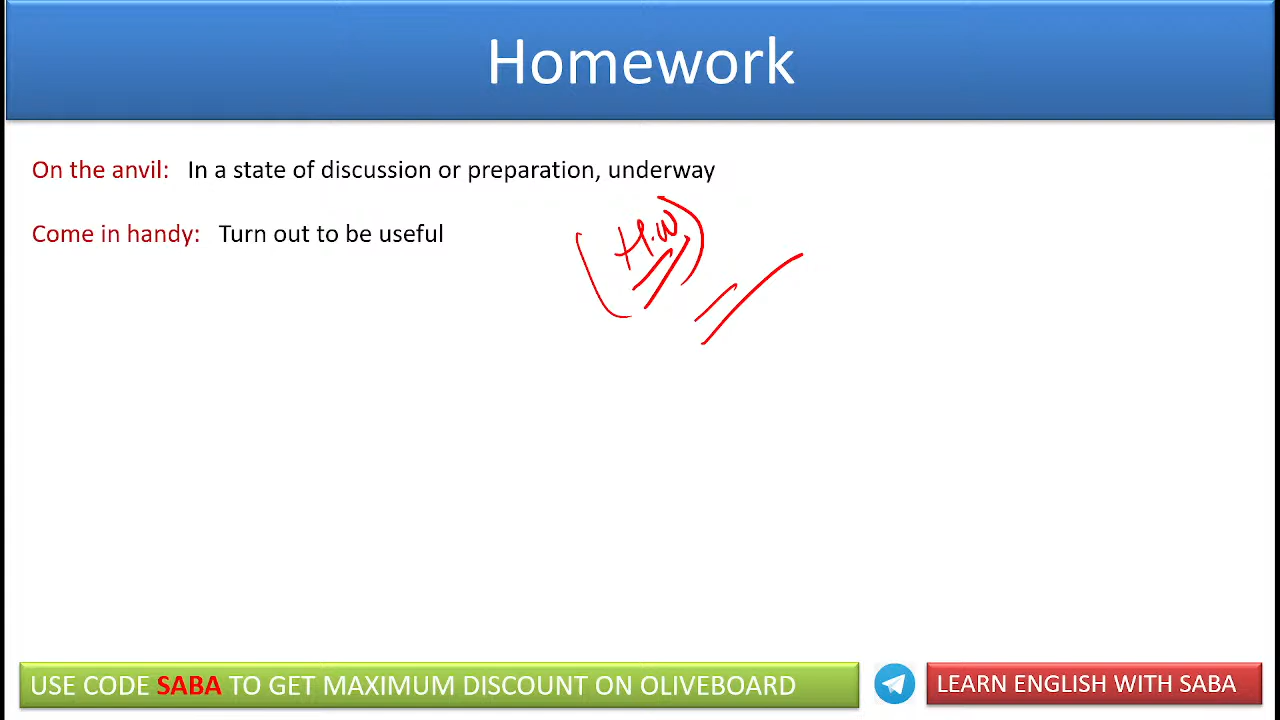 Homework
On the anvil: In a state of discussion or preparation, underway
Come in handy: Turn out to be useful
(H.W)
USE CODE SABA TO GET MAXIMUM DISCOUNT ON OLIVEBOARD
LEARN ENGLISH WITH SABA